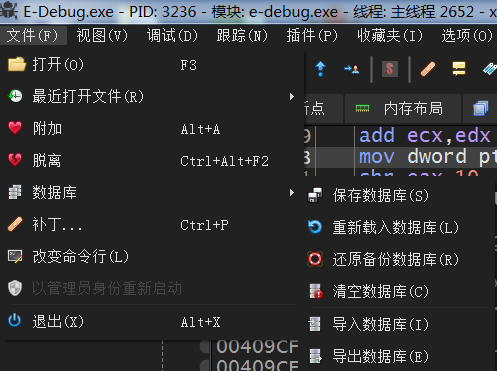 E-Debug.exe - PID: 3236 - 模块: e-debug.exe - 线程: 主线程 2652 - x
文件(F) 视图(V) 调试(D) 跟踪(N) 插件(P) 收藏夹(I) 选项(O)
打开(O) F3
最近打开文件(R)
附加 Alt+A
脱离 Ctrl+Alt+F2
数据库
补丁... Ctrl+P
改变命令行(L)
以管理员身份重新启动
退出(X) Alt+X
断点 内存布局
add ecx,edx
mov dword pt
shr eax,10
保存数据库(S)
重新载入数据库(L)
还原备份数据库(R)
清空数据库(C)
导入数据库(I)
导出数据库(E)
00409CF
00409CF